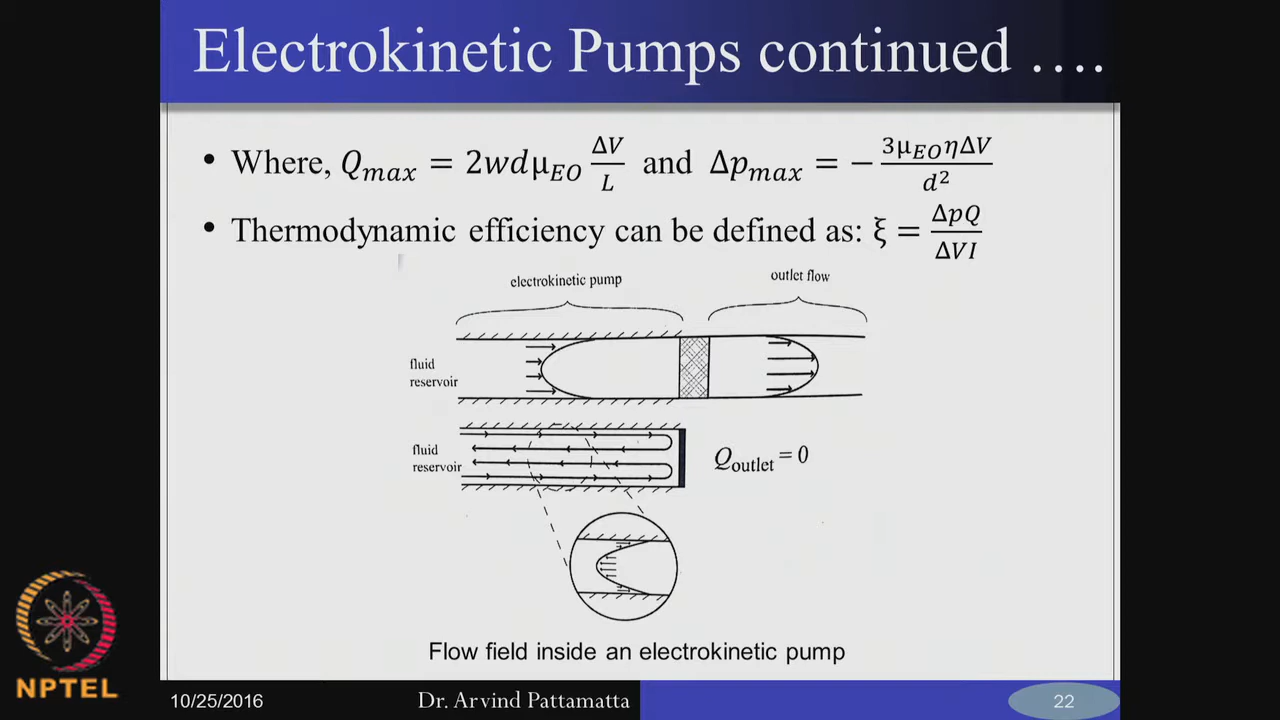 Electrokinetic Pumps continued ….
• Where, Q_max = 2wdµ_EO ΔV/L and Δp_max = − 3µ_EO ηΔV/d²
• Thermodynamic efficiency can be defined as: ξ = ΔpQ/ΔVI
electrokinetic pump
outlet flow
fluid
reservoir
fluid
reservoir
Q_outlet = 0
Flow field inside an electrokinetic pump
NPTEL
10/25/2016
Dr. Arvind Pattamatta
22